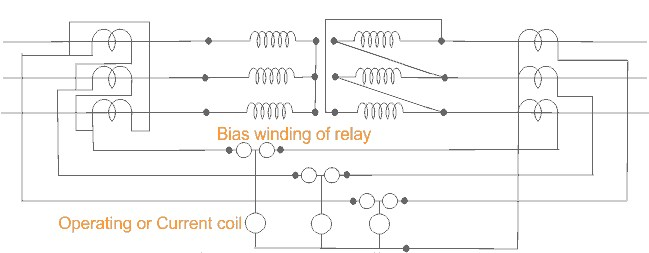 Bias winding of relay
Operating or Current coil